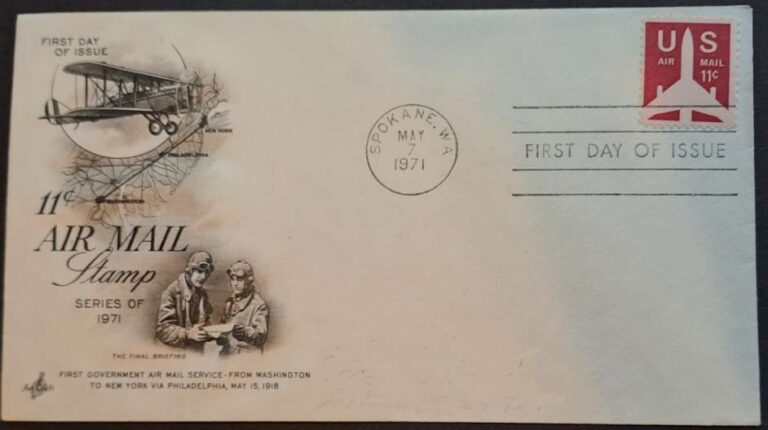 FIRST DAY
OF ISSUE
NEW YORK
PHILADELPHIA
WASHINGTON
11¢
AIR MAIL
Stamp
SERIES OF
1971
THE FINAL BRIEFING
FIRST GOVERNMENT AIR MAIL SERVICE-FROM WASHINGTON
TO NEW YORK VIA PHILADELPHIA, MAY 15, 1918
SPOKANE, WA
MAY
7
1971
US
AIR MAIL
11¢
FIRST DAY OF ISSUE